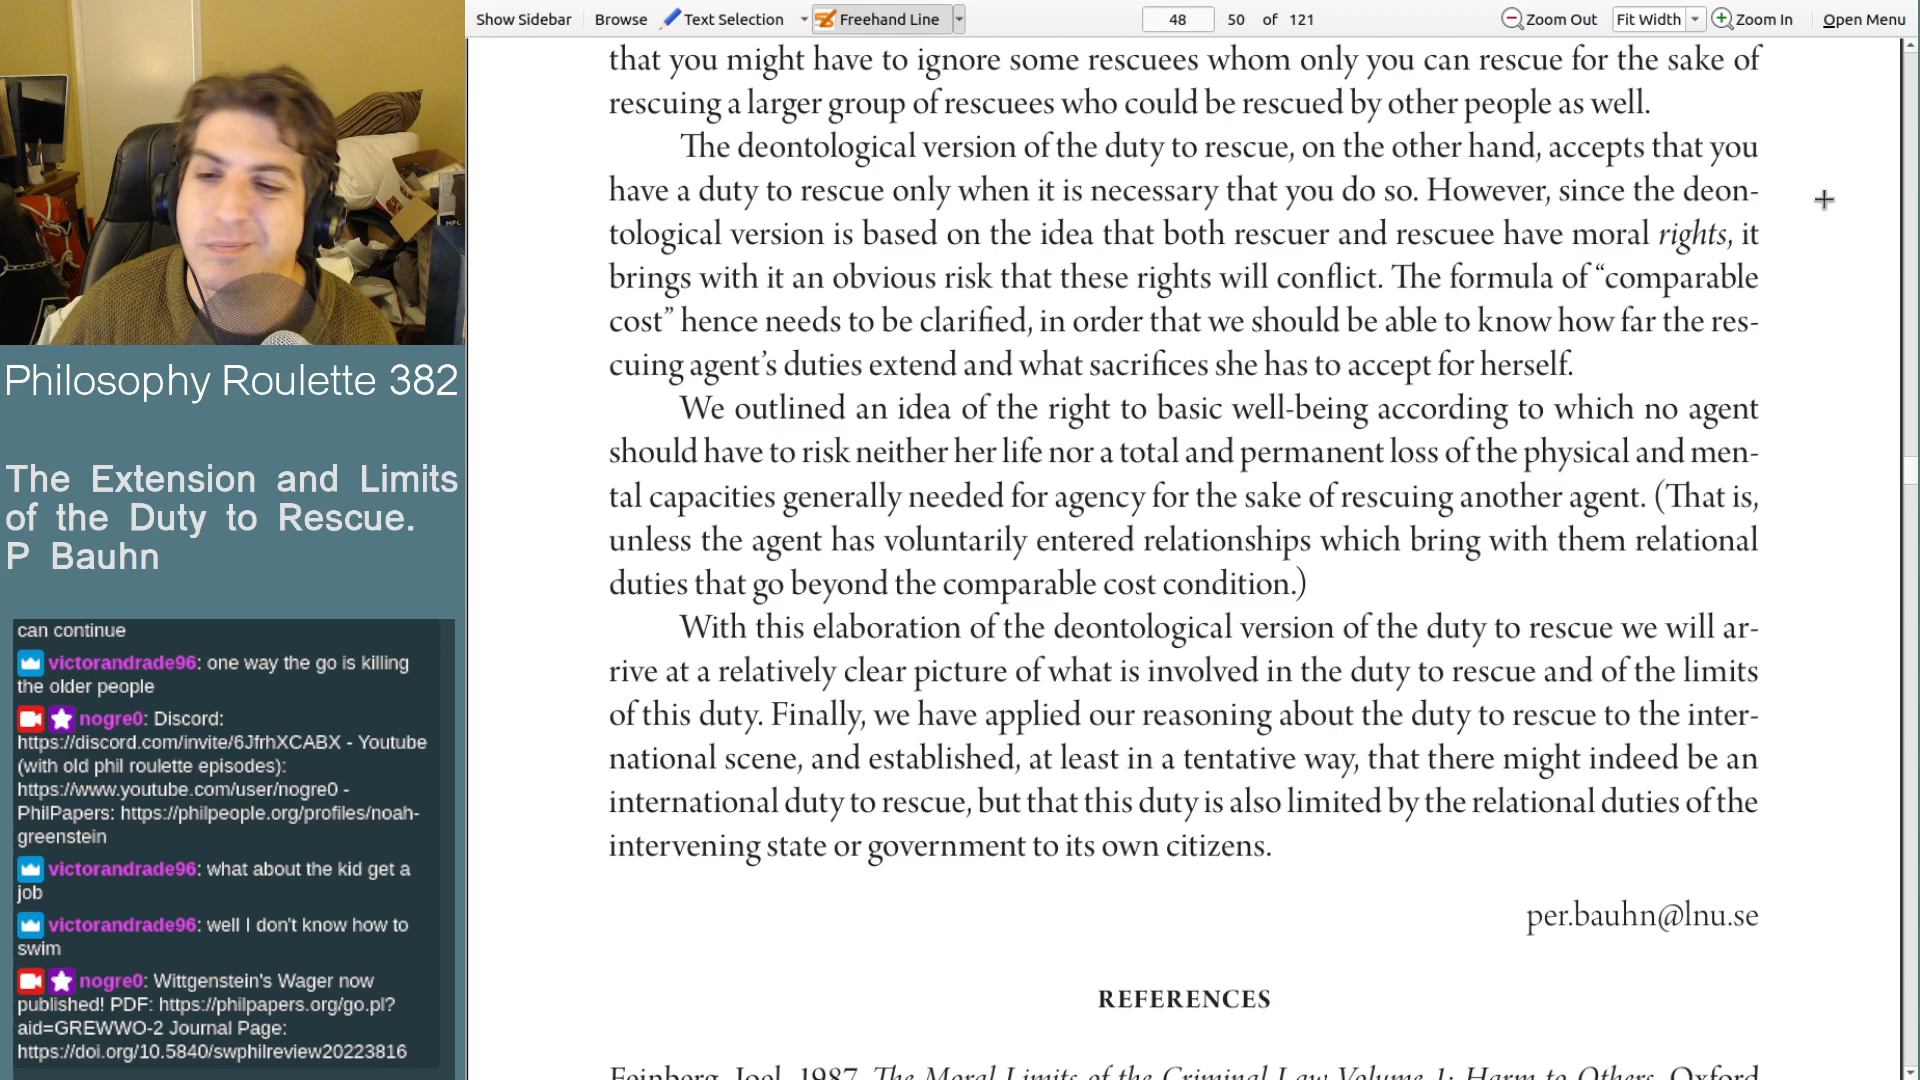 Show Sidebar Browse Text Selection Freehand Line 48 50 of 121 Zoom Out Fit Width Zoom In Open Menu
that you might have to ignore some rescuees whom only you can rescue for the sake of
rescuing a larger group of rescuees who could be rescued by other people as well.
The deontological version of the duty to rescue, on the other hand, accepts that you
have a duty to rescue only when it is necessary that you do so. However, since the deon-
tological version is based on the idea that both rescuer and rescuee have moral rights, it
brings with it an obvious risk that these rights will conflict. The formula of “comparable
cost” hence needs to be clarified, in order that we should be able to know how far the res-
cuing agent’s duties extend and what sacrifices she has to accept for herself.
We outlined an idea of the right to basic well-being according to which no agent
should have to risk neither her life nor a total and permanent loss of the physical and men-
tal capacities generally needed for agency for the sake of rescuing another agent. (That is,
unless the agent has voluntarily entered relationships which bring with them relational
duties that go beyond the comparable cost condition.)
With this elaboration of the deontological version of the duty to rescue we will ar-
rive at a relatively clear picture of what is involved in the duty to rescue and of the limits
of this duty. Finally, we have applied our reasoning about the duty to rescue to the inter-
national scene, and established, at least in a tentative way, that there might indeed be an
international duty to rescue, but that this duty is also limited by the relational duties of the
intervening state or government to its own citizens.
per.bauhn@lnu.se
REFERENCES
Feinberg, Joel. 1987. The Moral Limits of the Criminal Law Volume 1: Harm to Others. Oxford
Philosophy Roulette 382
The Extension and Limits
of the Duty to Rescue.
P Bauhn
can continue
victorandrade96: one way the go is killing
the older people
nogre0: Discord:
https://discord.com/invite/6JfrhXCABX - Youtube
(with old phil roulette episodes):
https://www.youtube.com/user/nogre0 -
PhilPapers: https://philpeople.org/profiles/noah-
greenstein
victorandrade96: what about the kid get a
job
victorandrade96: well I don't know how to
swim
nogre0: Wittgenstein's Wager now
published! PDF: https://philpapers.org/go.pl?
aid=GREWWO-2 Journal Page:
https://doi.org/10.5840/swphilreview20223816